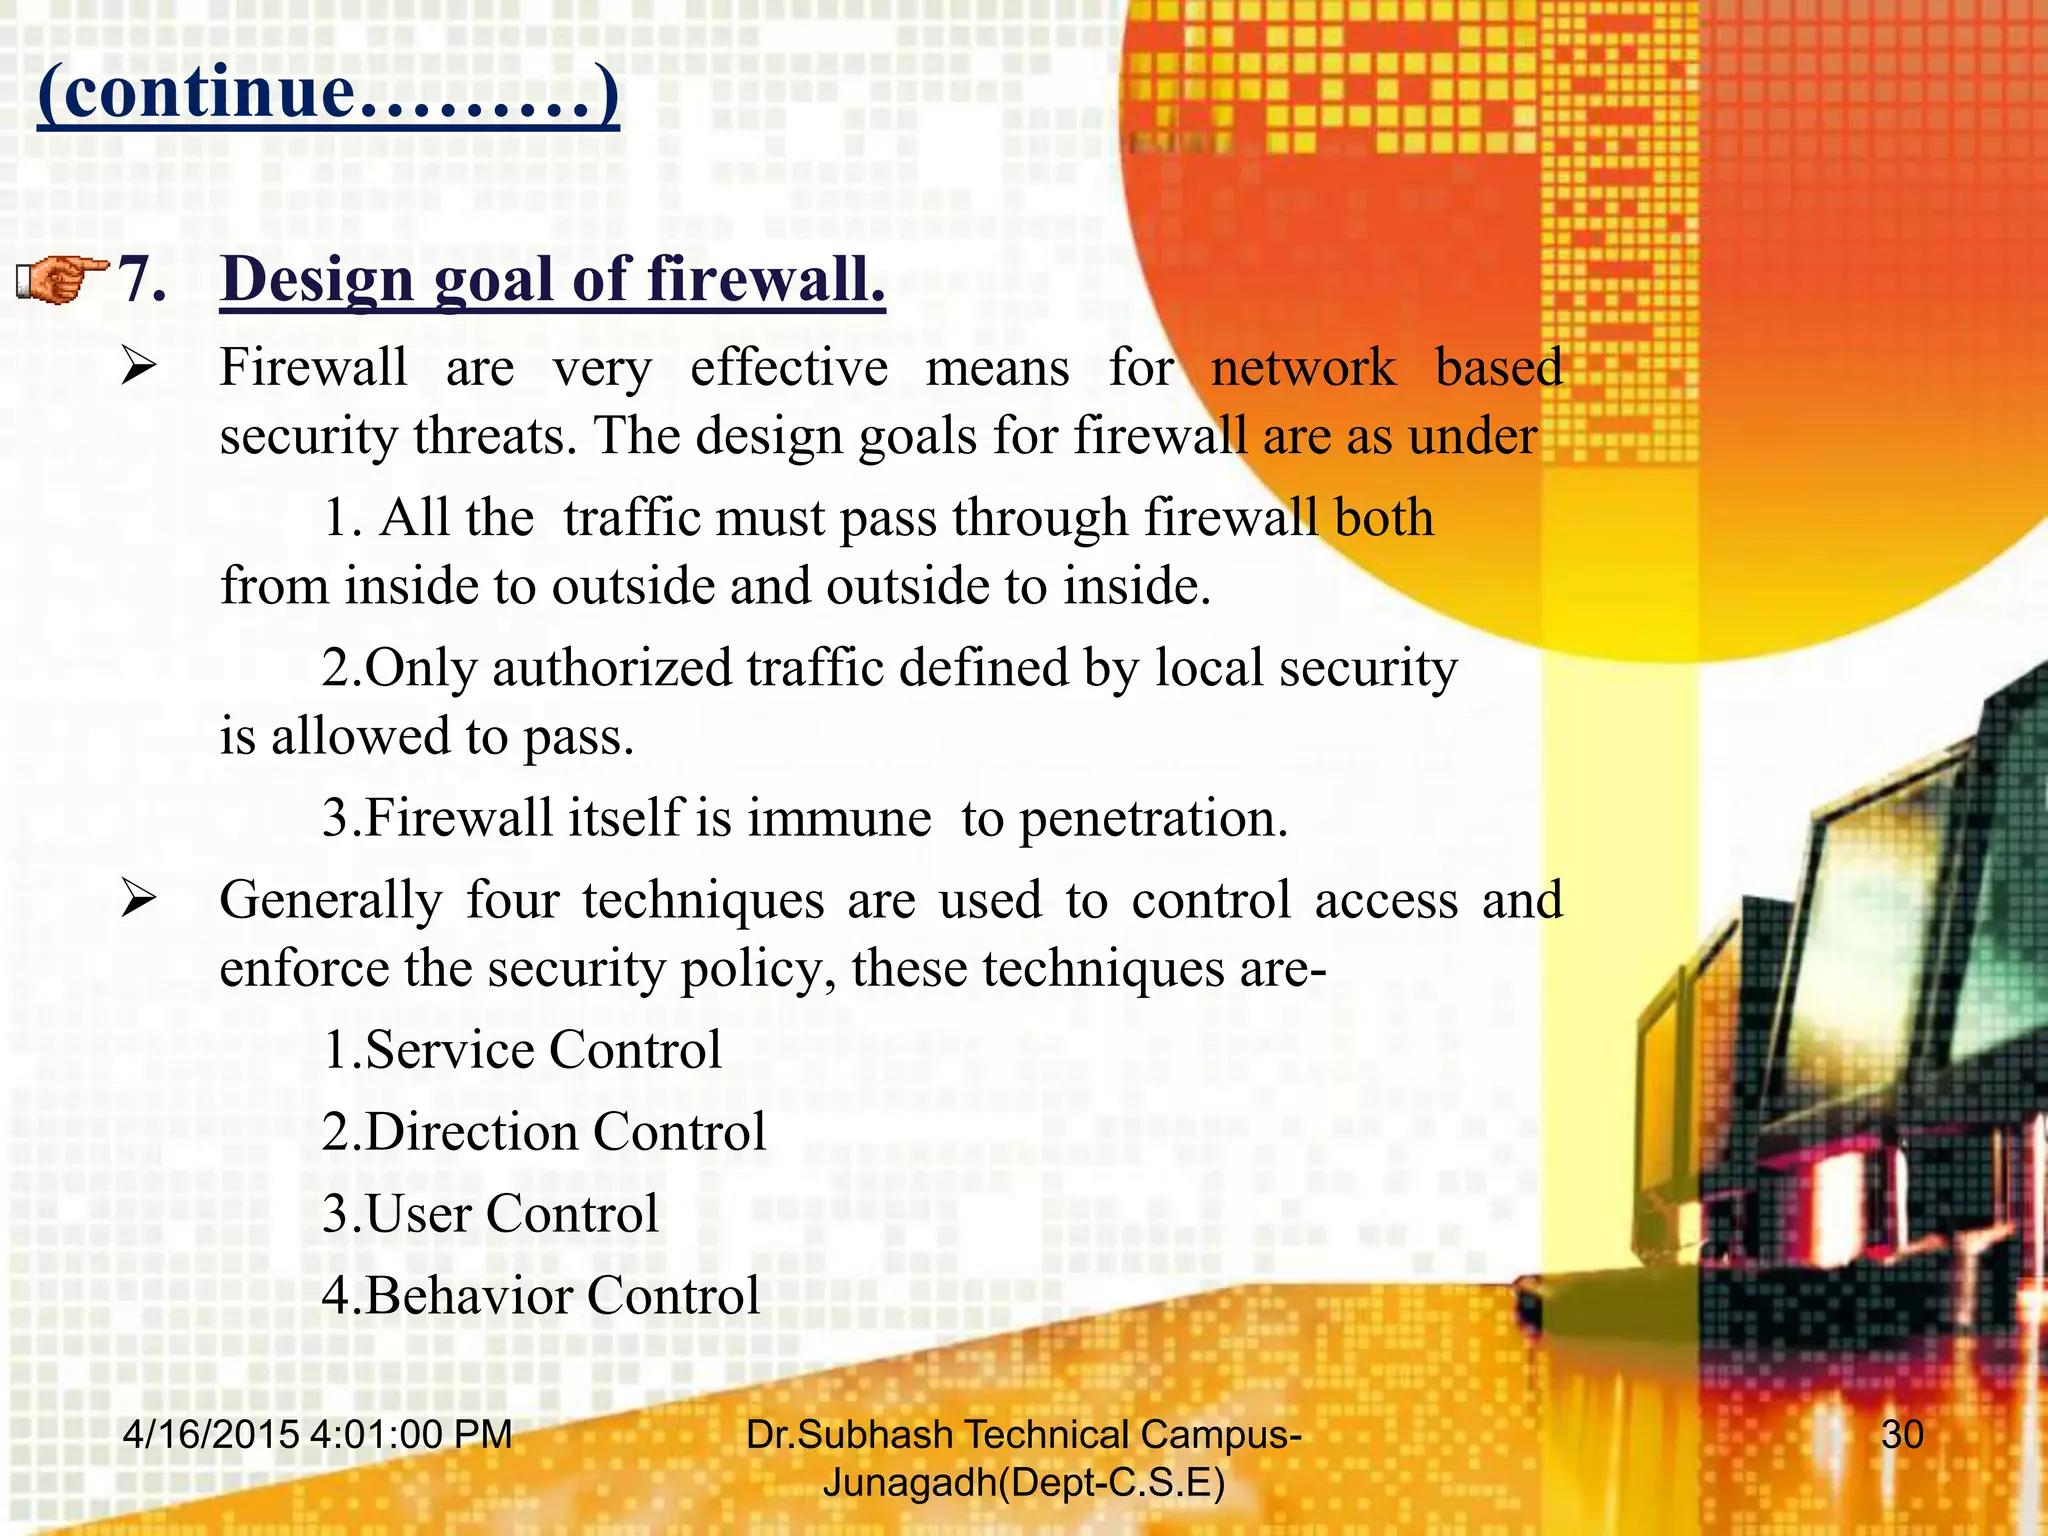 (continue………)
7. Design goal of firewall.
➢ Firewall are very effective means for network based
security threats. The design goals for firewall are as under
1. All the  traffic must pass through firewall both
from inside to outside and outside to inside.
2.Only authorized traffic defined by local security
is allowed to pass.
3.Firewall itself is immune  to penetration.
➢ Generally four techniques are used to control access and
enforce the security policy, these techniques are-
1.Service Control
2.Direction Control
3.User Control
4.Behavior Control
4/16/2015 4:01:00 PM
Dr.Subhash Technical Campus-
Junagadh(Dept-C.S.E)
30